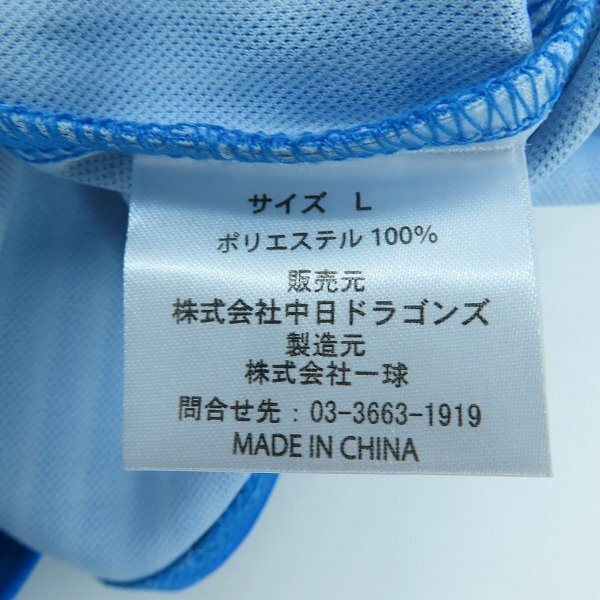 サイズ L
ポリエステル 100%
販売元
株式会社中日ドラゴンズ
製造元
株式会社一球
問合せ先：03-3663-1919
MADE IN CHINA